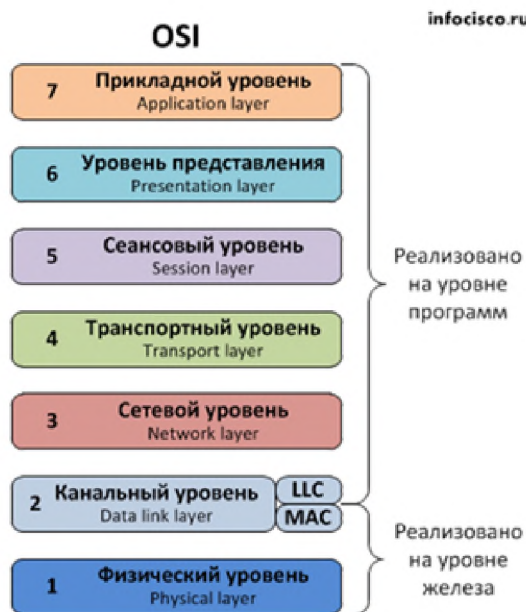 infocisco.ru
OSI
7 Прикладной уровень
Application layer
6 Уровень представления
Presentation layer
5 Сеансовый уровень
Session layer
4 Транспортный уровень
Transport layer
3 Сетевой уровень
Network layer
2 Канальный уровень
Data link layer
LLC
MAC
1 Физический уровень
Physical layer
Реализовано
на уровне
программ
Реализовано
на уровне
железа